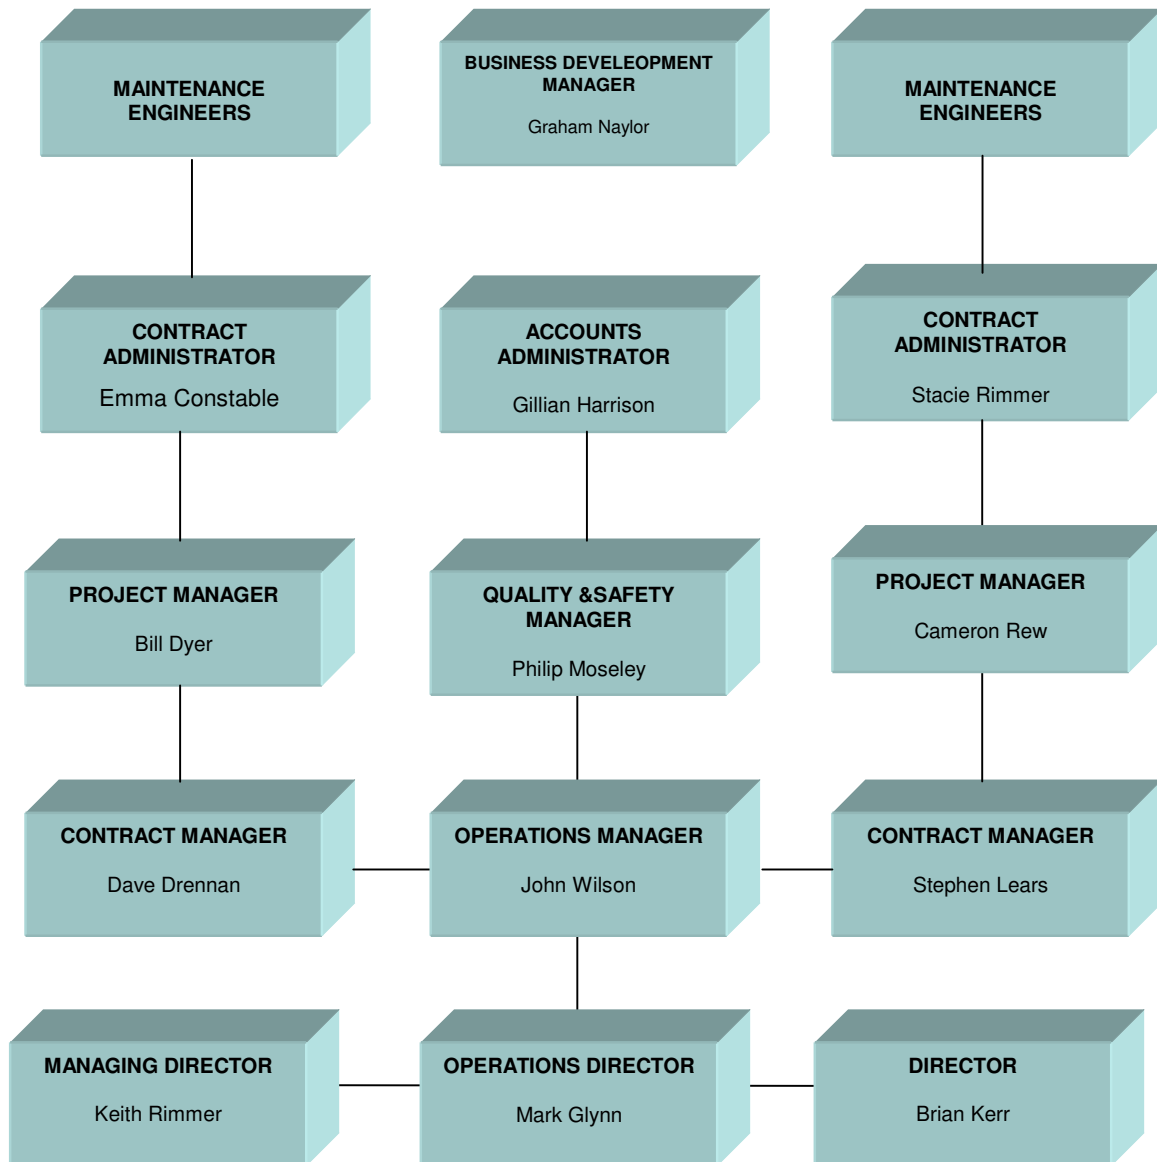 MAINTENANCE
ENGINEERS
BUSINESS DEVELEOPMENT
MANAGER
Graham Naylor
MAINTENANCE
ENGINEERS
CONTRACT
ADMINISTRATOR
Emma Constable
ACCOUNTS
ADMINISTRATOR
Gillian Harrison
CONTRACT
ADMINISTRATOR
Stacie Rimmer
PROJECT MANAGER
Bill Dyer
QUALITY &SAFETY
MANAGER
Philip Moseley
PROJECT MANAGER
Cameron Rew
CONTRACT MANAGER
Dave Drennan
OPERATIONS MANAGER
John Wilson
CONTRACT MANAGER
Stephen Lears
MANAGING DIRECTOR
Keith Rimmer
OPERATIONS DIRECTOR
Mark Glynn
DIRECTOR
Brian Kerr